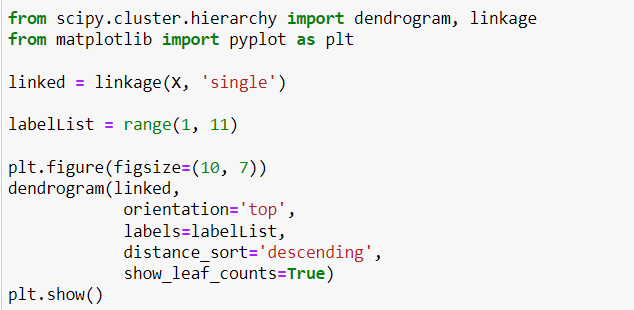 from scipy.cluster.hierarchy import dendrogram, linkage
from matplotlib import pyplot as plt

linked = linkage(X, 'single')

labelList = range(1, 11)

plt.figure(figsize=(10, 7))
dendrogram(linked,
            orientation='top',
            labels=labelList,
            distance_sort='descending',
            show_leaf_counts=True)
plt.show()